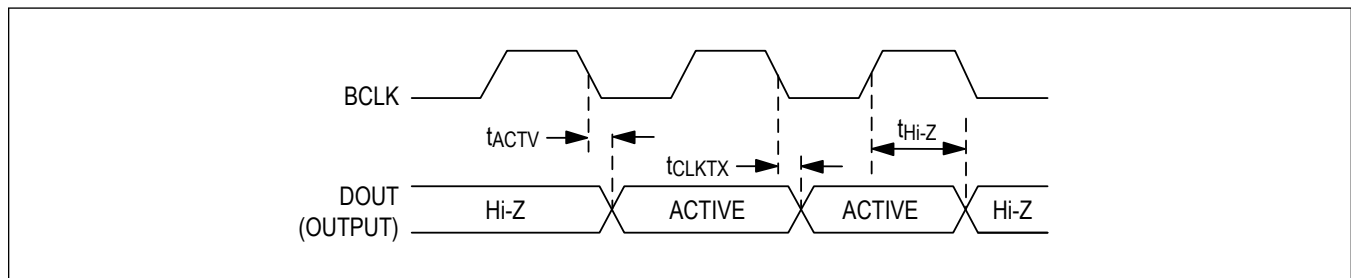 BCLK
tACTV
tHi-Z
tCLKTX
DOUT
(OUTPUT)
Hi-Z
ACTIVE
ACTIVE
Hi-Z